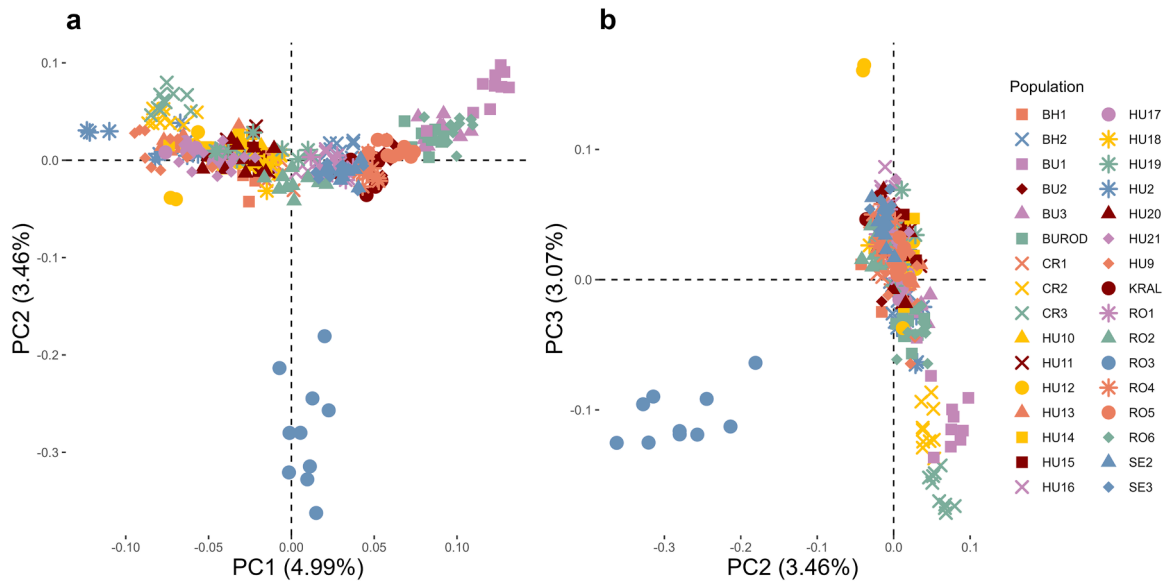 a
b
0.1
0.0
-0.1
-0.2
-0.3
-0.10
-0.05
0.00
0.05
0.10
PC1 (4.99%)
PC2 (3.46%)
0.1
0.0
-0.1
-0.3
-0.2
-0.1
0.0
0.1
PC2 (3.46%)
PC3 (3.07%)
Population
BH1
BH2
BU1
BU2
BU3
BUROD
CR1
CR2
CR3
HU10
HU11
HU12
HU13
HU14
HU15
HU16
HU17
HU18
HU19
HU2
HU20
HU21
HU9
KRAL
RO1
RO2
RO3
RO4
RO5
RO6
SE2
SE3